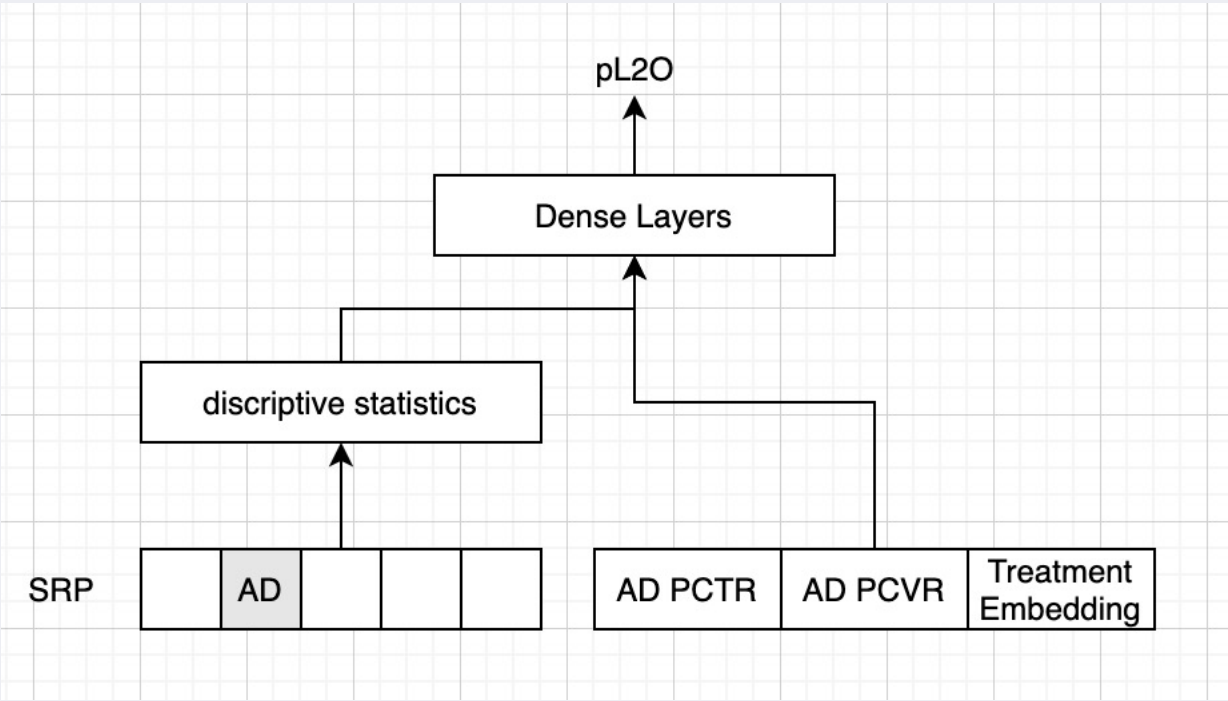 pL2O
Dense Layers
discriptive statistics
SRP
AD
AD PCTR
AD PCVR
Treatment
Embedding